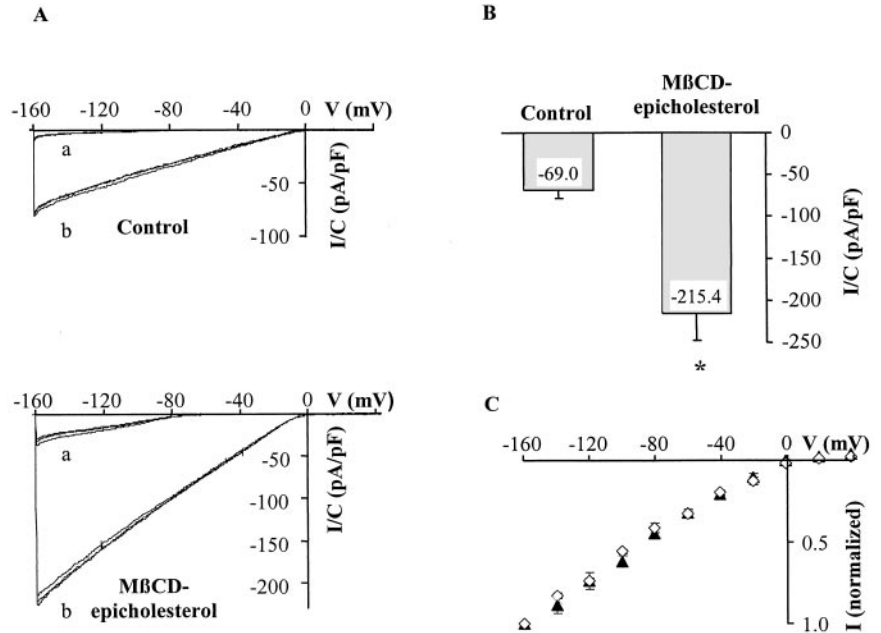 A
-160 -120 -80 -40 0 V (mV)
a
-50
b
Control
-100
I/C (pA/pF)
-160 -120 -80 -40 0 V (mV)
a
-50
-100
-150
-200
I/C (pA/pF)
MßCD-
b epicholesterol
B
MßCD-
Control epicholesterol
0
-69.0
-50
-100
-150
-200
-215.4
-250
I/C (pA/pF)
*
C
-160 -120 -80 -40 0 V (mV)
0.5
1.0
I (normalized)